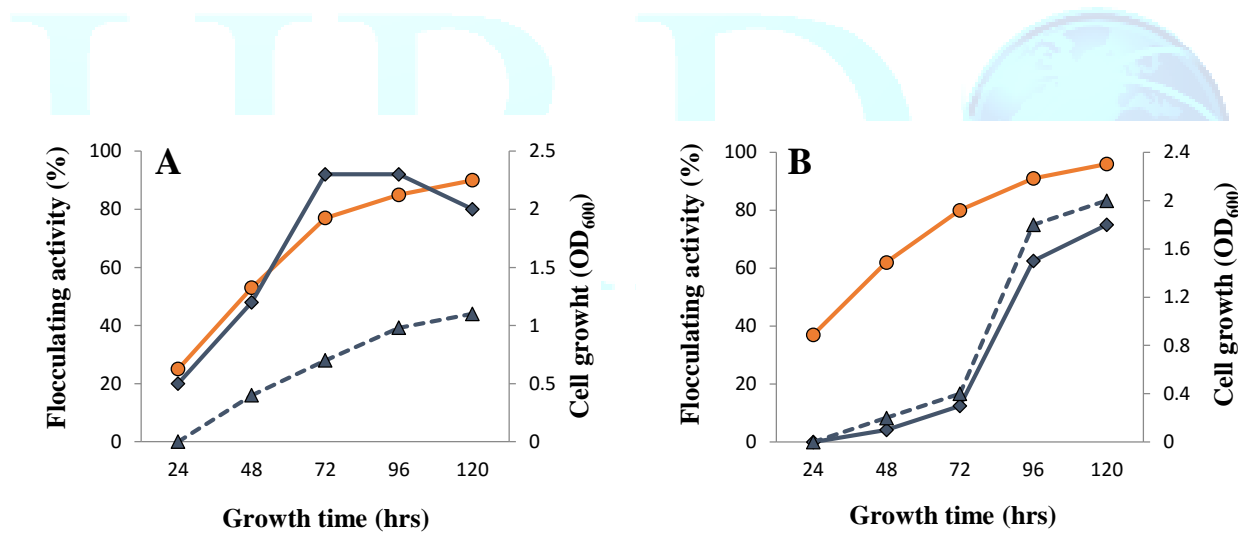 A
Flocculating activity (%)
100
80
60
40
20
0
2.5
2
1.5
1
0.5
0
Cell growht (OD600)
24 48 72 96 120
Growth time (hrs)
B
Flocculating activity (%)
100
80
60
40
20
0
2.4
2
1.6
1.2
0.8
0.4
0
Cell growth (OD600)
24 48 72 96 120
Growth time (hrs)